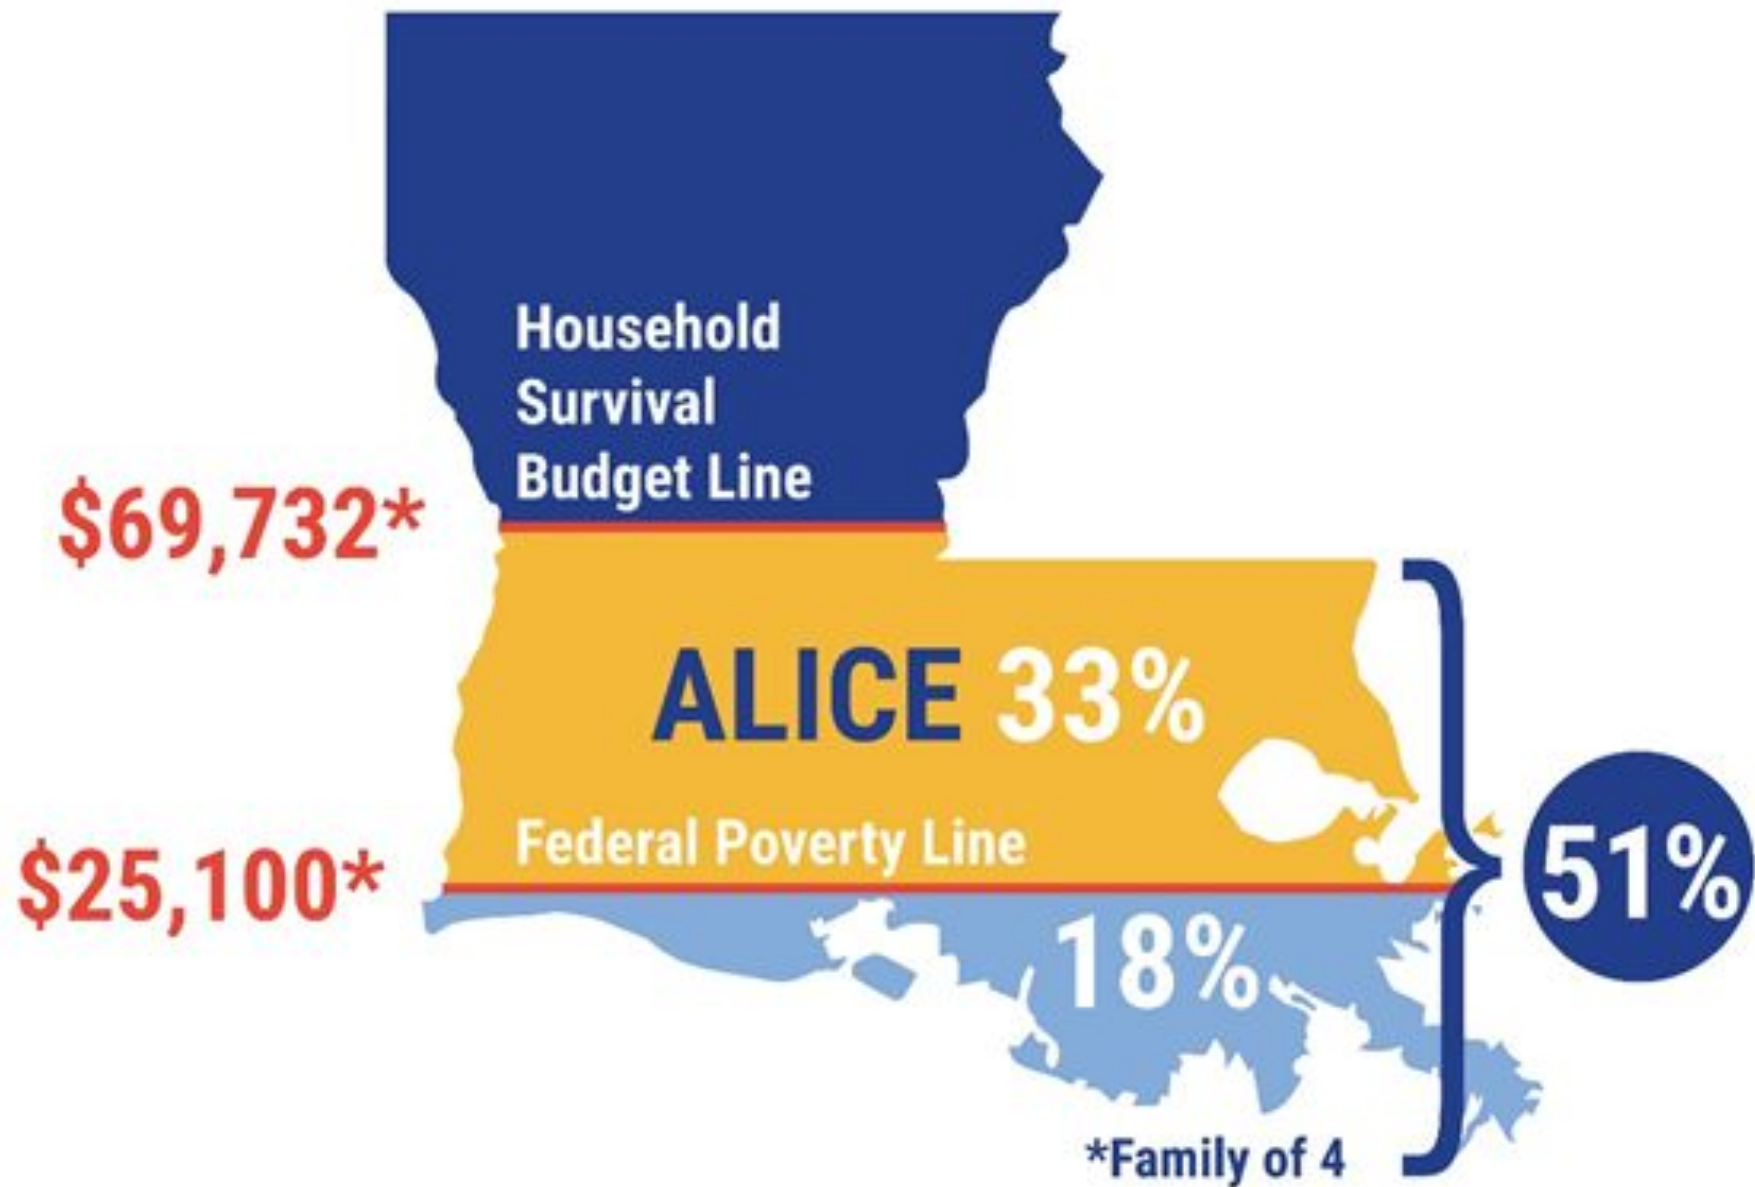 Household
Survival
Budget Line
$69,732*
ALICE 33%
Federal Poverty Line
$25,100*
18%
51%
*Family of 4